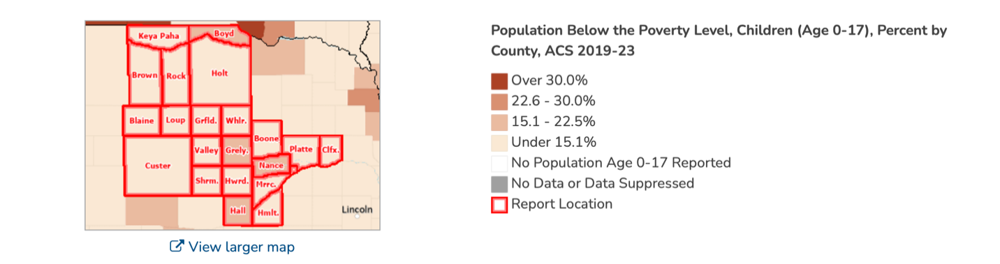 Keya Paha
Boyd
Brown
Rock
Holt
Blaine
Loup
Grfld.
Whlr.
Boone
Valley
Grely.
Platte
Clfx.
Custer
Nance
Shrm.
Hwrd.
Mrrc.
Hall
Hmlt.
Lincoln
View larger map
Population Below the Poverty Level, Children (Age 0-17), Percent by
County, ACS 2019-23
Over 30.0%
22.6 - 30.0%
15.1 - 22.5%
Under 15.1%
No Population Age 0-17 Reported
No Data or Data Suppressed
Report Location